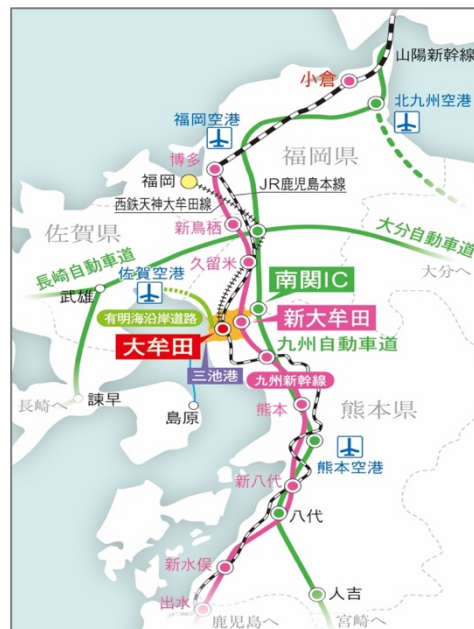 山陽新幹線
小倉
北九州空港
福岡空港
福岡県
博多
福岡
JR鹿児島本線
西鉄天神大牟田線
新鳥栖
佐賀県
大分自動車道
長崎自動車道
久留米
佐賀空港
大分へ
武雄
南関IC
有明海沿岸道路
新大牟田
大牟田
九州自動車道
三池港
九州新幹線
長崎へ
諫早
島原
熊本
熊本県
熊本空港
新八代
八代
新水俣
人吉
出水
鹿児島へ
宮崎へ